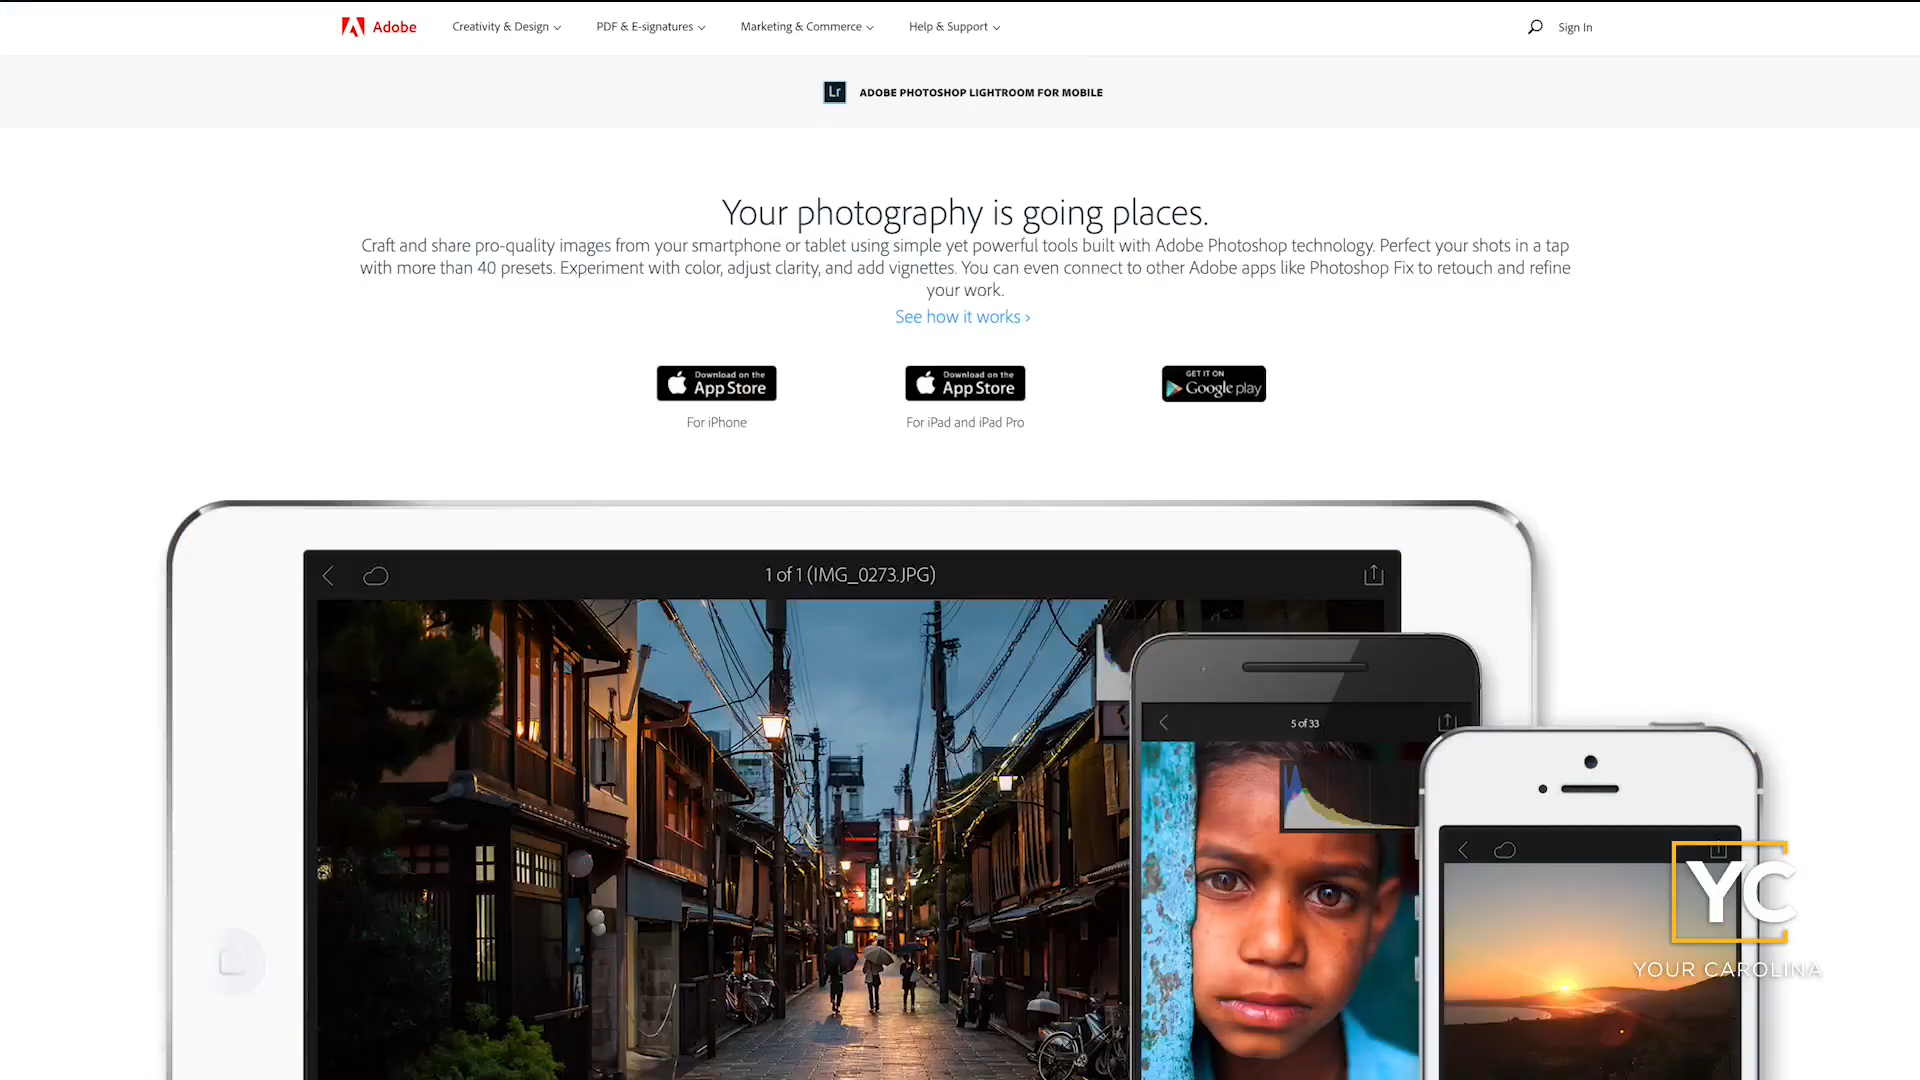 Adobe
Creativity & Design
PDF & E-signatures
Marketing & Commerce
Help & Support
Sign In
Lr
ADOBE PHOTOSHOP LIGHTROOM FOR MOBILE
Your photography is going places.
Craft and share pro-quality images from your smartphone or tablet using simple yet powerful tools built with Adobe Photoshop technology. Perfect your shots in a tap
with more than 40 presets. Experiment with color, adjust clarity, and add vignettes. You can even connect to other Adobe apps like Photoshop Fix to retouch and refine
your work.
See how it works ›
Download on the
App Store
Download on the
App Store
GET IT ON
Google play
For iPhone
For iPad and iPad Pro
1 of 1 (IMG_0273.JPG)
5 of 33
YC
YOUR CAROLINA